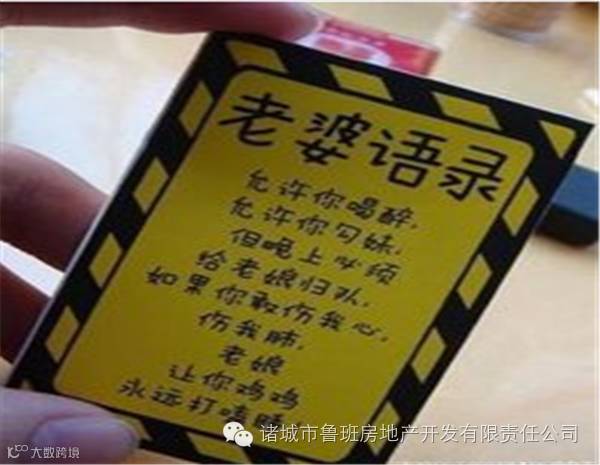 老婆语录
允许你喝醉,
允许你勾妹,
但晚上必须
给老娘归队,
如果你敢伤我心,
伤我肺,
老娘
让你鸡鸡
永远打嗑睡
诸城市鲁班房地产开发有限责任公司
大数跨境